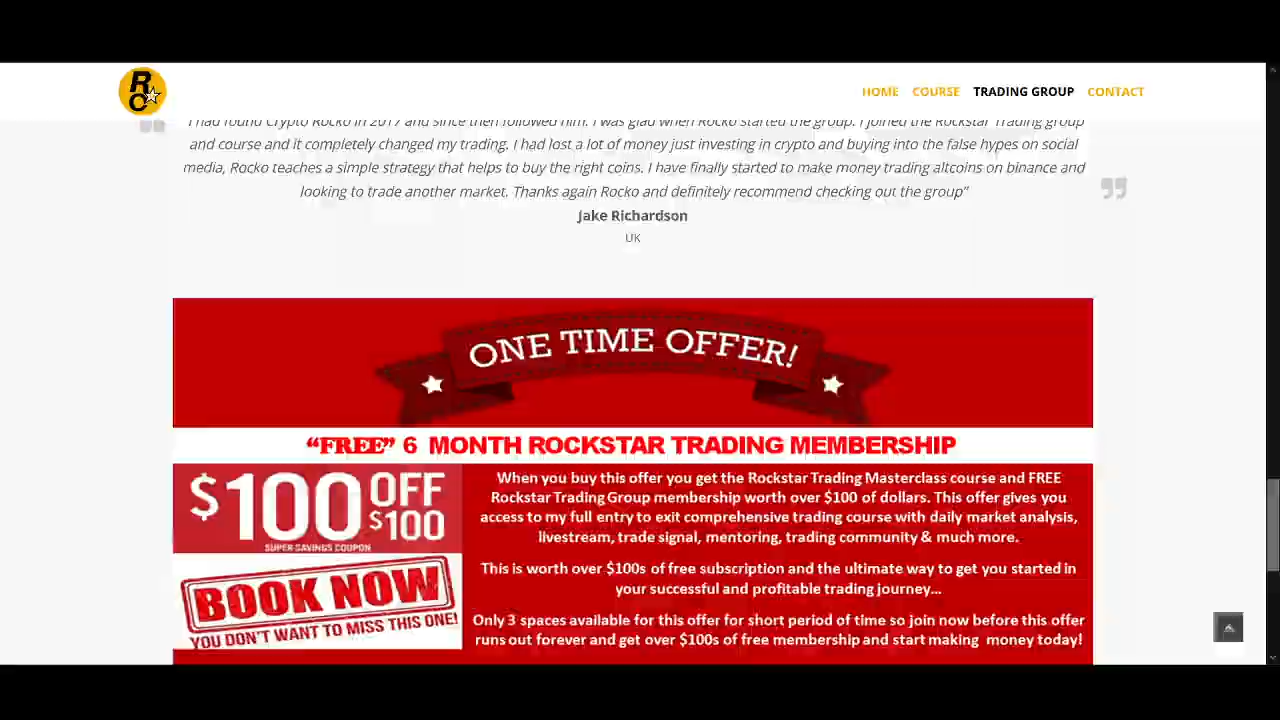 R
HOME COURSE TRADING GROUP CONTACT
I had found Crypto Rocko in 2017 and since then followed him. I was glad when Rocko started the group. I joined the Rockstar Trading group
and course and it completely changed my trading. I had lost a lot of money just investing in crypto and buying into the false hypes on social
media, Rocko teaches a simple strategy that helps to buy the right coins. I have finally started to make money trading altcoins on binance and
looking to trade another market. Thanks again Rocko and definitely recommend checking out the group”
Jake Richardson
UK
ONE TIME OFFER!
“FREE” 6 MONTH ROCKSTAR TRADING MEMBERSHIP
$100 OFF
$100
SUPER SAVINGS COUPON
BOOK NOW
YOU DON'T WANT TO MISS THIS ONE!
When you buy this offer you get the Rockstar Trading Masterclass course and FREE
Rockstar Trading Group membership worth over $100 of dollars. This offer gives you
access to my full entry to exit comprehensive trading course with daily market analysis,
livestream, trade signal, mentoring, trading community & much more.
This is worth over $100s of free subscription and the ultimate way to get you started in
your successful and profitable trading journey...
Only 3 spaces available for this offer for short period of time so join now before this offer
runs out forever and get over $100s of free membership and start making money today!